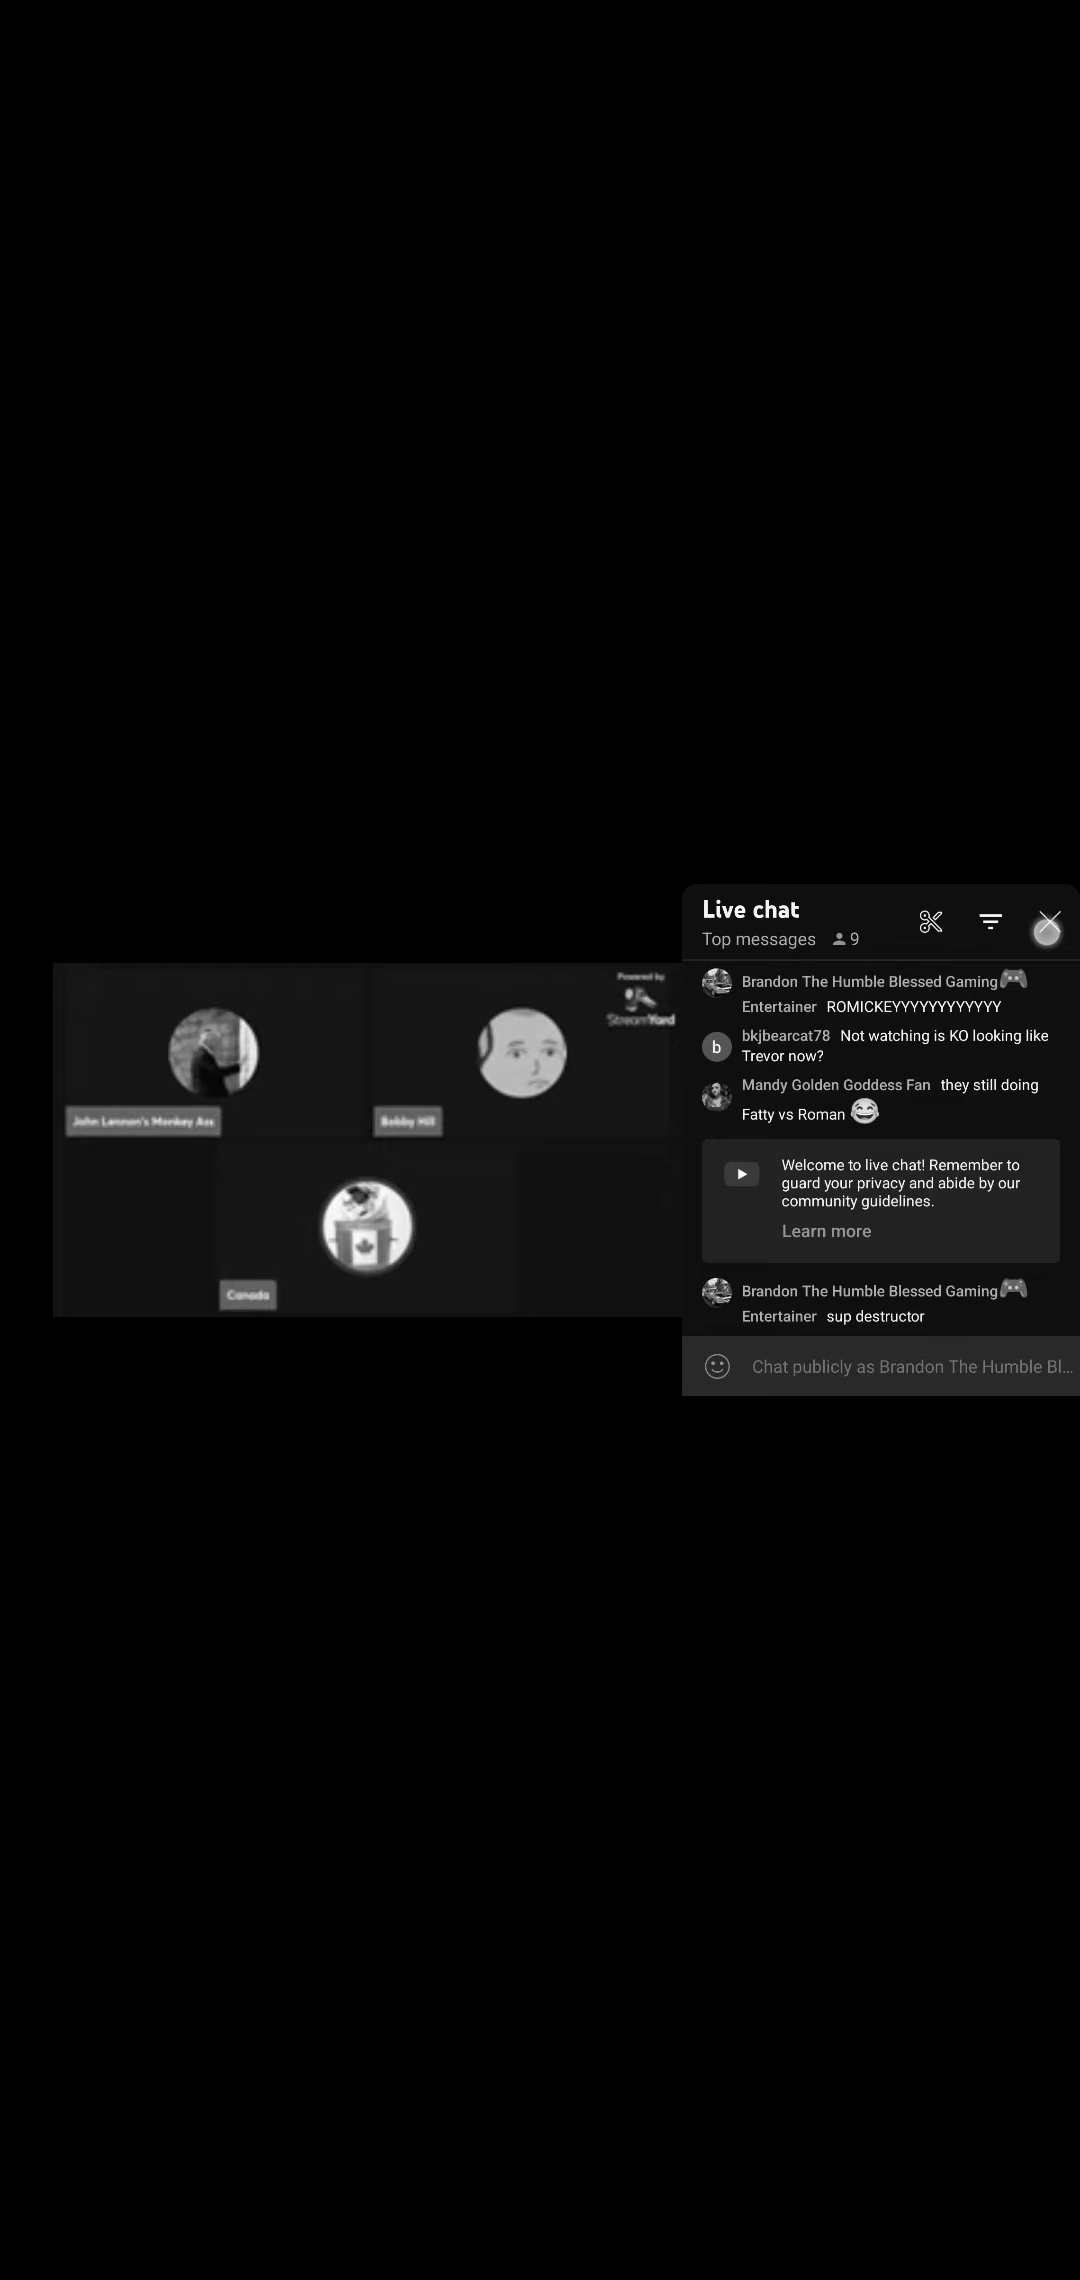 Live chat
Top messages 9
Powered by
StreamYard
John Lennon's Monkey Ass
Bobby Hill
Canada
Brandon The Humble Blessed Gaming🎮
Entertainer ROMICKEYYYYYYYYYYYY
b
bkjbearcat78 Not watching is KO looking like
Trevor now?
Mandy Golden Goddess Fan they still doing
Fatty vs Roman 😂
Welcome to live chat! Remember to
guard your privacy and abide by our
community guidelines.
Learn more
Brandon The Humble Blessed Gaming🎮
Entertainer sup destructor
Chat publicly as Brandon The Humble Bl...